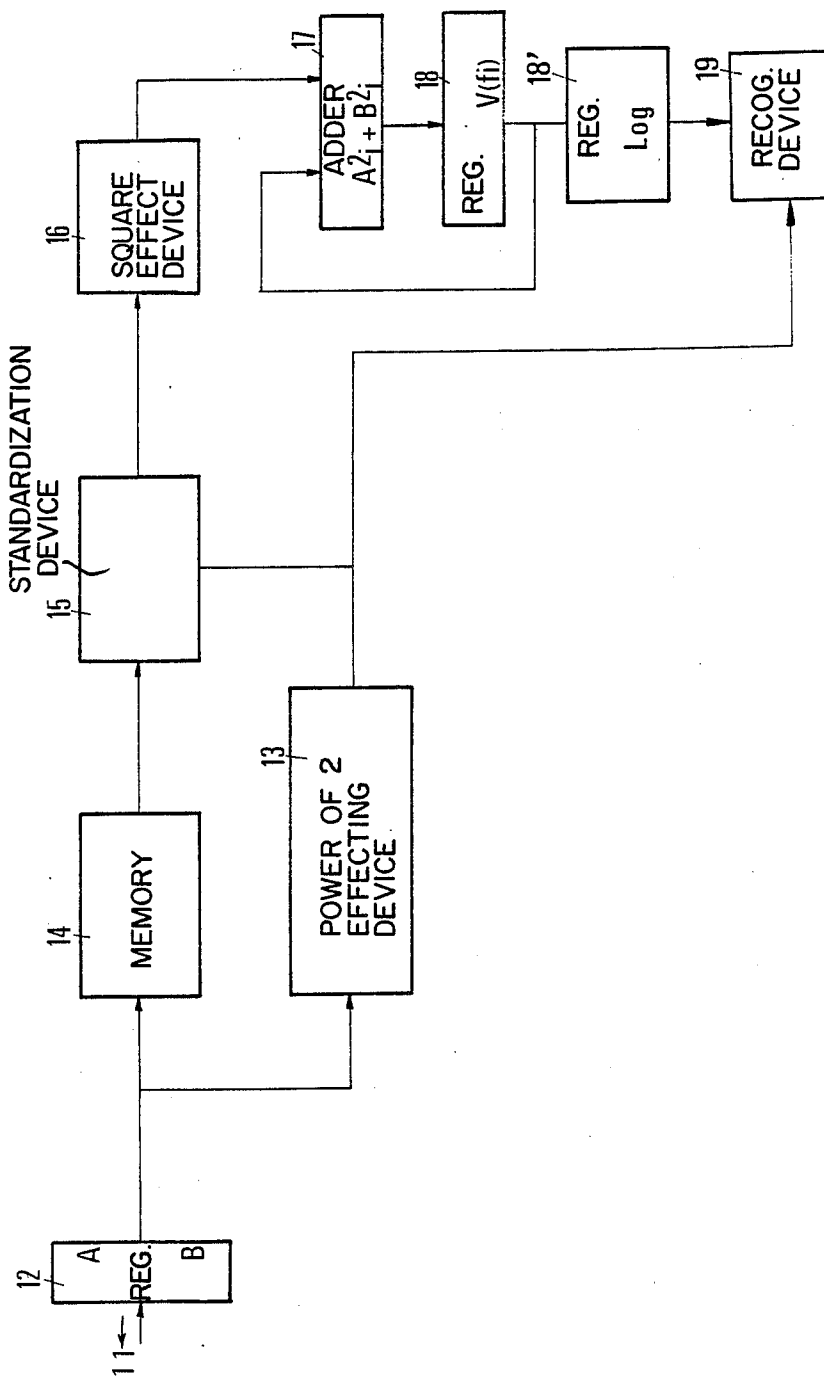 11
12
A
REG.
B
14
MEMORY
13
POWER OF 2
EFFECTING
DEVICE
STANDARDIZATION
DEVICE
15
16
SQUARE
EFFECT
DEVICE
17
ADDER
A²i + B²i
18
REG. V(fi)
18'
REG.
Log
19
RECOG.
DEVICE